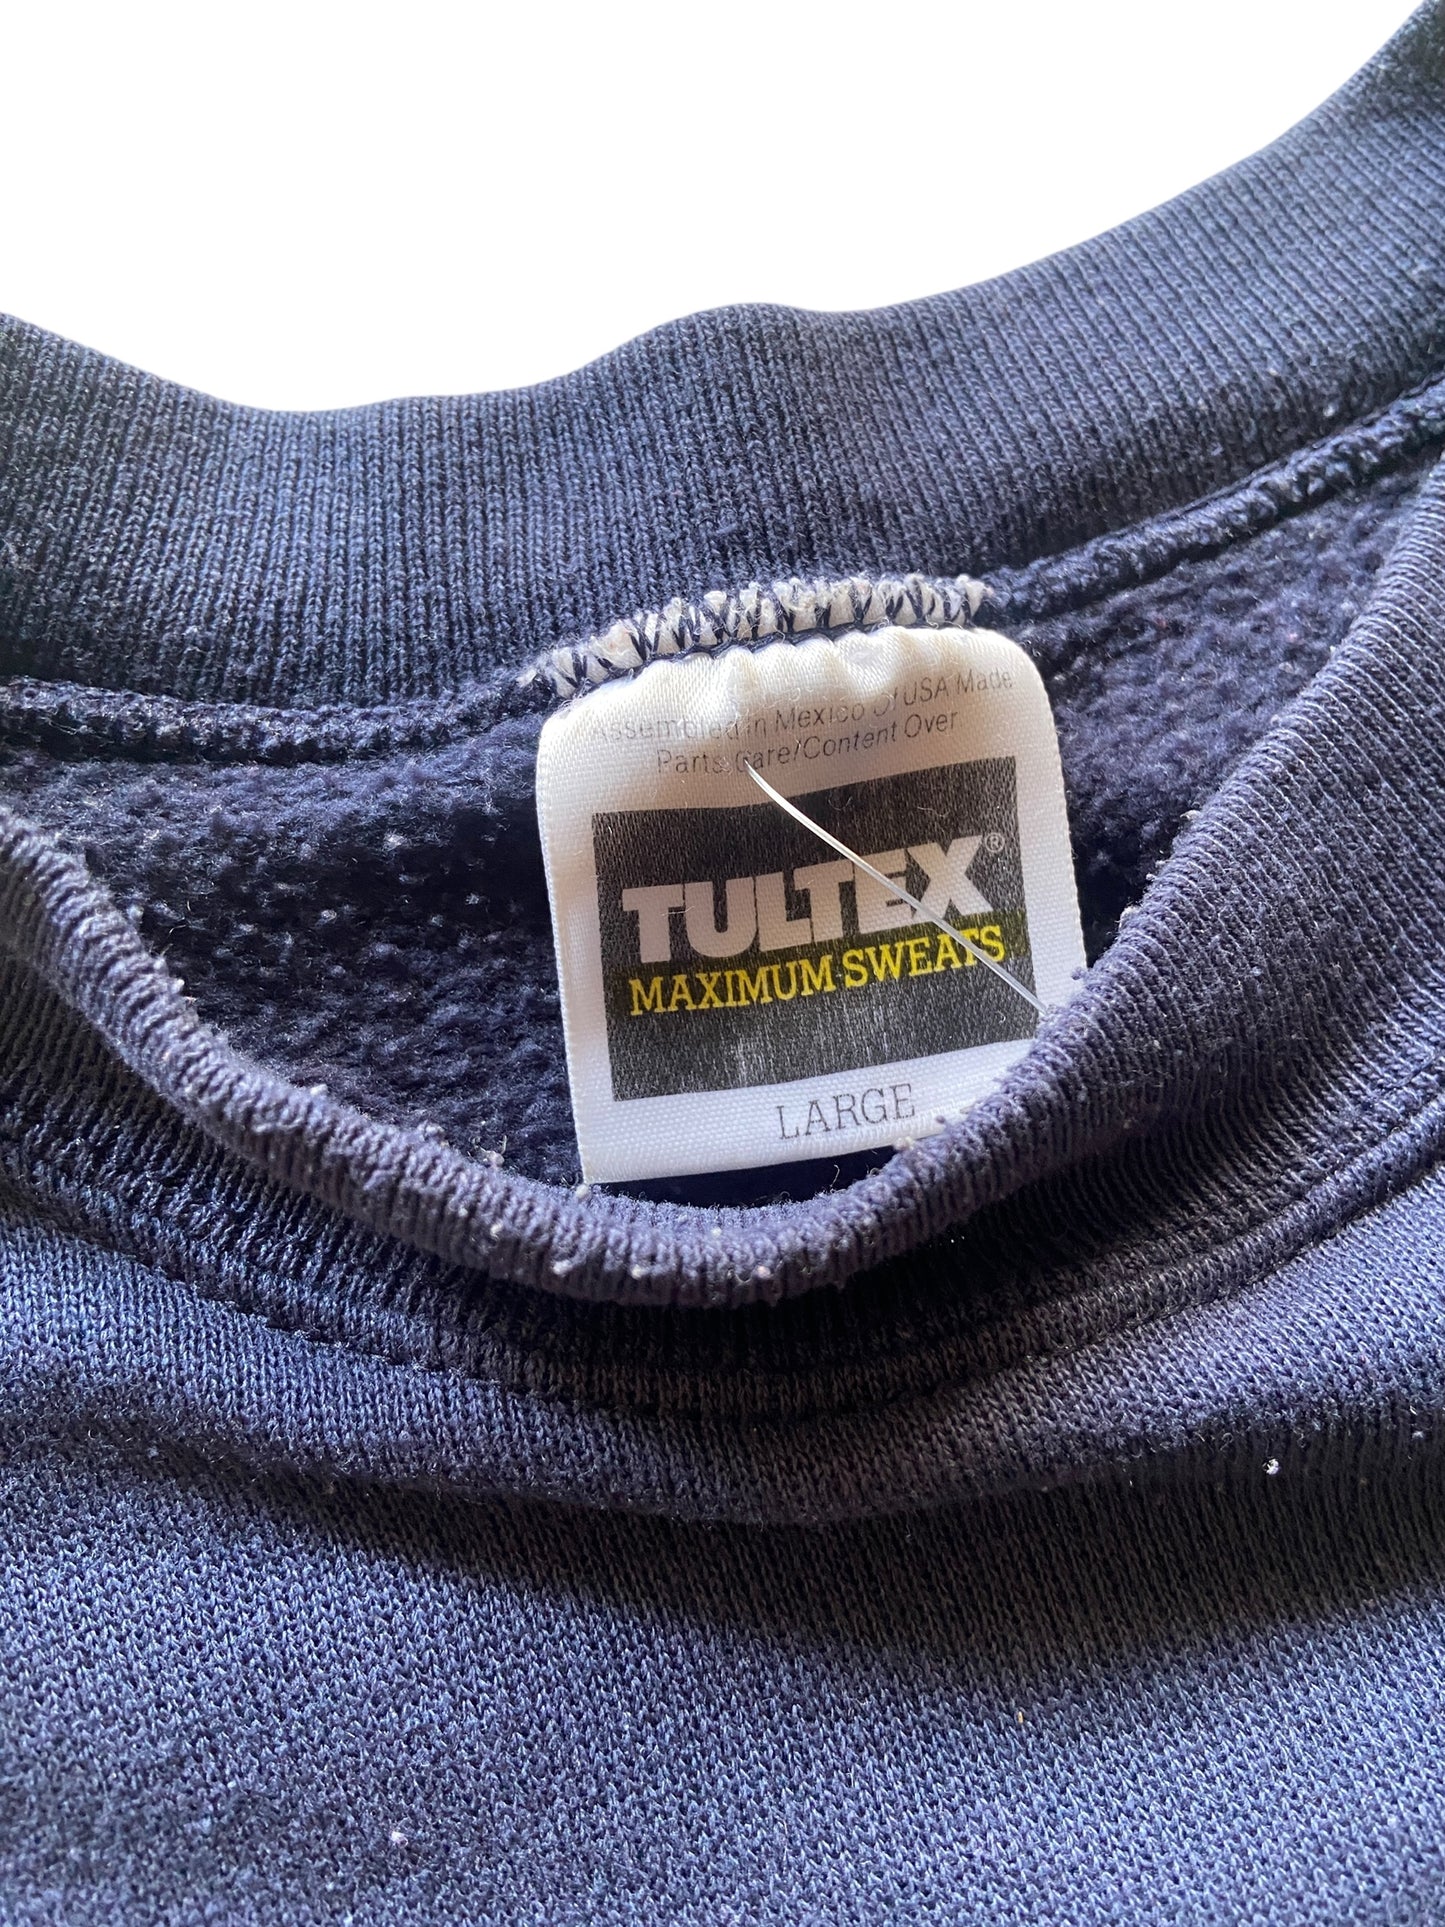 Assembled in Mexico Of USA Made
Parts Care/Content Over
TULTEX®
MAXIMUM SWEATS
LARGE